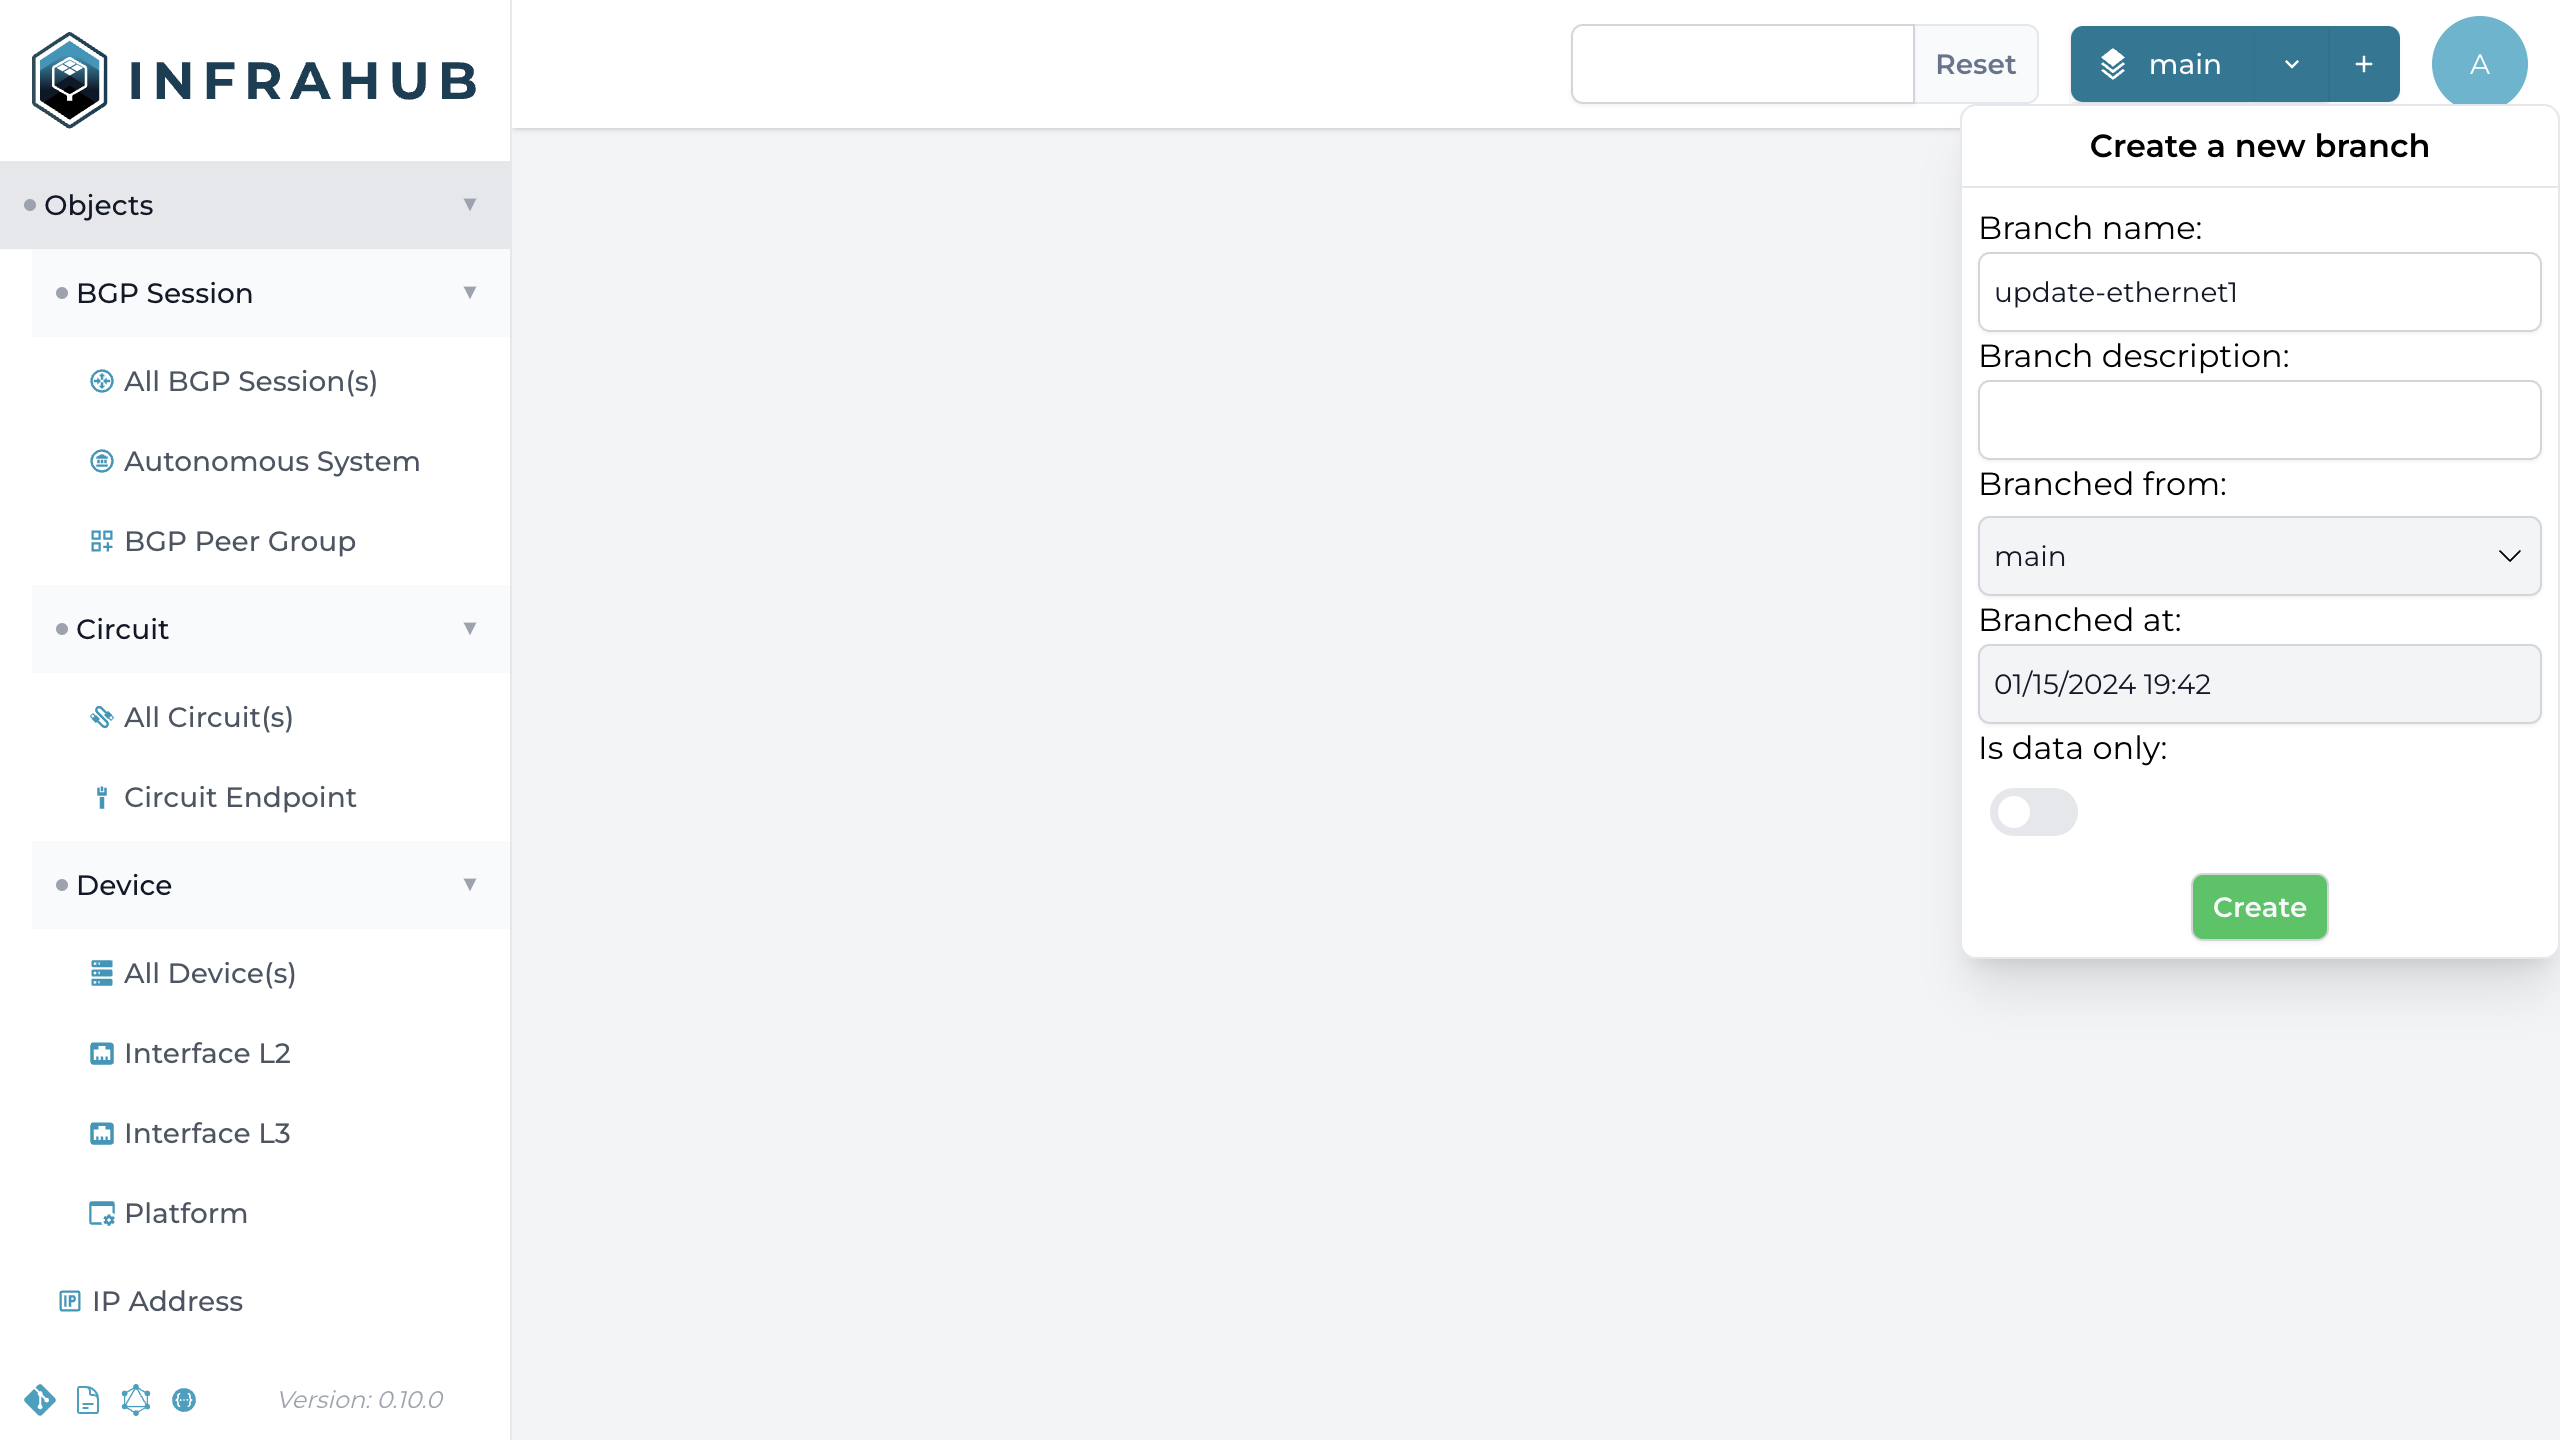 INFRAHUB
Reset
main
+
A
Objects
BGP Session
All BGP Session(s)
Autonomous System
BGP Peer Group
Circuit
All Circuit(s)
Circuit Endpoint
Device
All Device(s)
Interface L2
Interface L3
Platform
IP
IP Address
Version: 0.10.0
Create a new branch
Branch name:
update-ethernet1
Branch description:
Branched from:
main
Branched at:
01/15/2024 19:42
Is data only:
Create